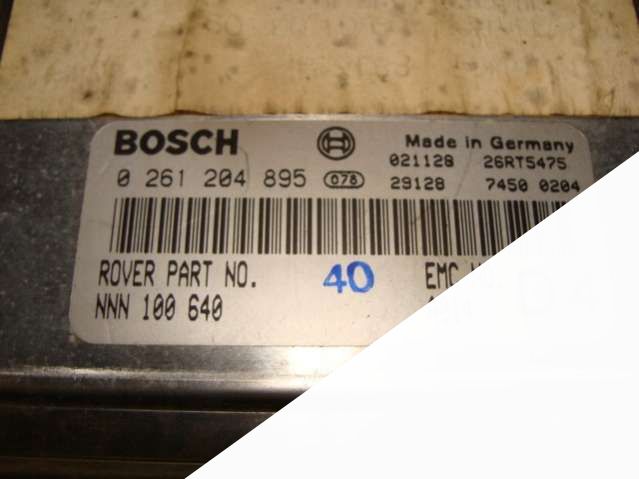 BOSCH Made in Germany
021128 26RT5475
0 261 204 895 078 29128 7450 0204
ROVER PART NO. 40 EMC
NNN 100 640